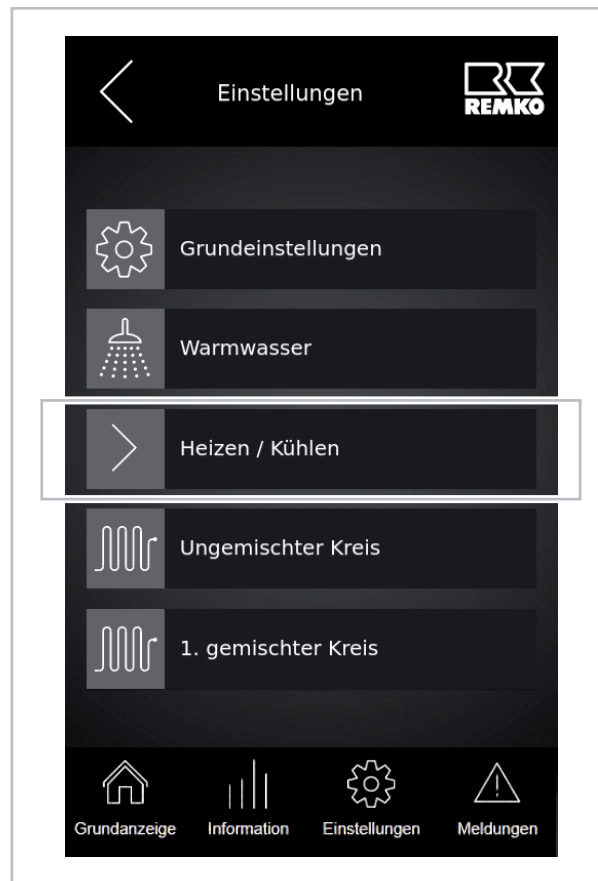 Einstellungen
REMKO
Grundeinstellungen
Warmwasser
Heizen / Kühlen
Ungemischter Kreis
1. gemischter Kreis
Grundanzeige Information Einstellungen Meldungen